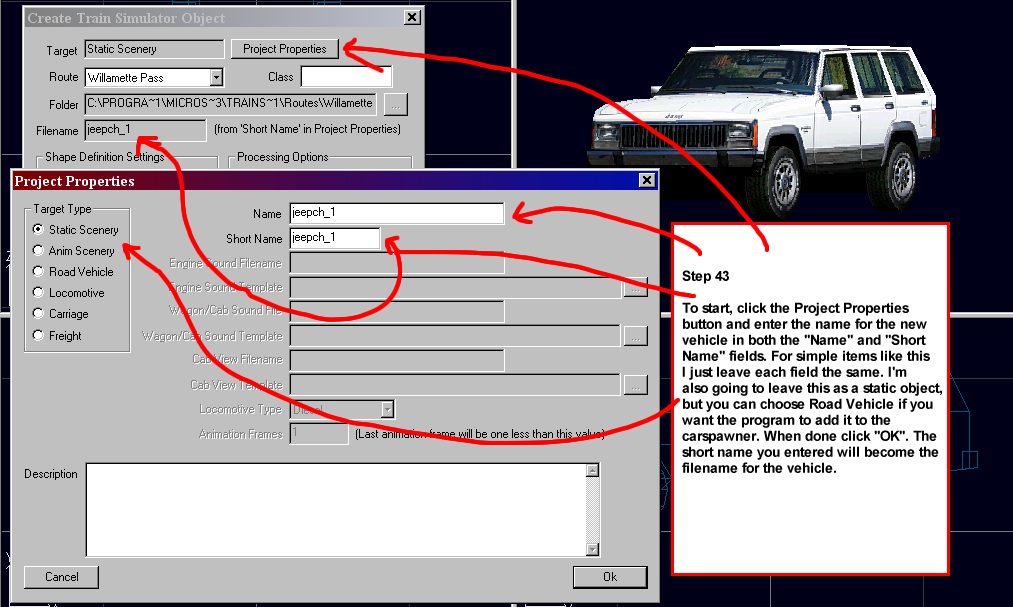 Create Train Simulator Object
Target Static Scenery Project Properties
Route Willamette Pass Class
Folder C:\PROGRA~1\MICROS~3\TRAINS~1\Routes\Willamette ...
Filename jeepch_1 (from 'Short Name' in Project Properties)
Shape Definition Settings Processing Options
Project Properties
Target Type
Static Scenery
Anim Scenery
Road Vehicle
Locomotive
Carriage
Freight
Name jeepch_1
Short Name jeepch_1
Engine Sound Filename
Engine Sound Template ...
Wagon/Cab Sound File
Wagon/Cab Sound Template ...
Cab View Filename
Cab View Template ...
Locomotive Type Diesel
Animation Frames 1 (Last animation frame will be one less than this value)
Description
Cancel Ok
Jeep
Step 43
To start, click the Project Properties
button and enter the name for the new
vehicle in both the "Name" and "Short
Name" fields. For simple items like this
I just leave each field the same. I'm
also going to leave this as a static object,
but you can choose Road Vehicle if you
want the program to add it to the
carspawner. When done click "OK". The
short name you entered will become the
filename for the vehicle.